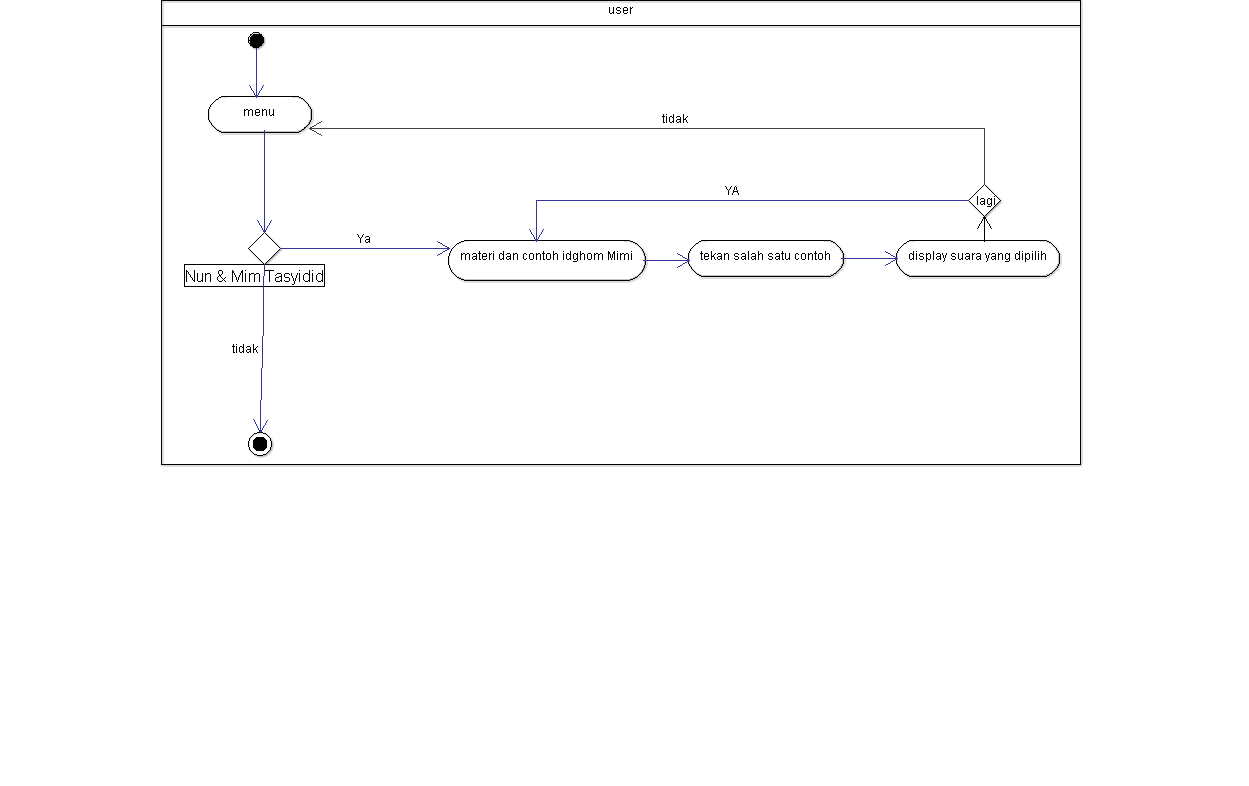 user
menu
tidak
YA
lagi
Ya
materi dan contoh idghom Mimi
tekan salah satu contoh
display suara yang dipilih
Nun & Mim Tasyidid
tidak